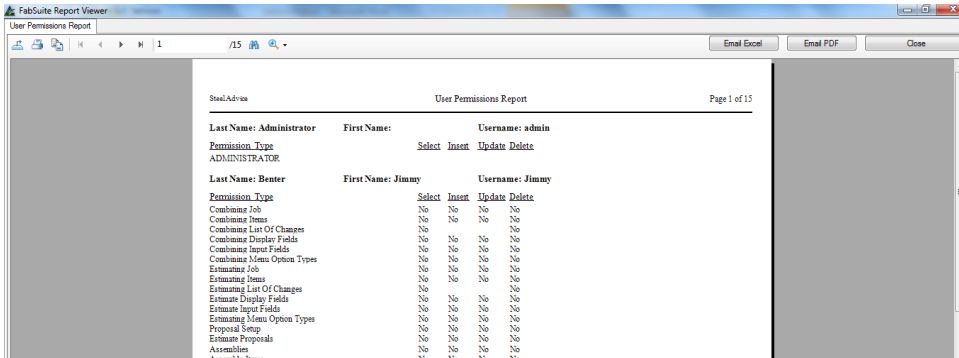 FabSuite Report Viewer
User Permissions Report
1 /15 Email Excel Email PDF Close
SteelAdvice User Permissions Report Page 1 of 15
Last Name: Administrator First Name: Username: admin
Permission Type Select Insert Update Delete
ADMINISTRATOR
Last Name: Benter First Name: Jimmy Username: Jimmy
Permission Type Select Insert Update Delete
Combining Job No No No No
Combining Items No No No No
Combining List Of Changes No No
Combining Display Fields No No No No
Combining Input Fields No No No No
Combining Menu Option Types No No No No
Estimating Job No No No No
Estimating Items No No No No
Estimating List Of Changes No No
Estimate Display Fields No No No No
Estimate Input Fields No No No No
Estimating Menu Option Types No No No No
Proposal Setup No No No No
Estimate Proposals No No No No
Assemblies No No No No